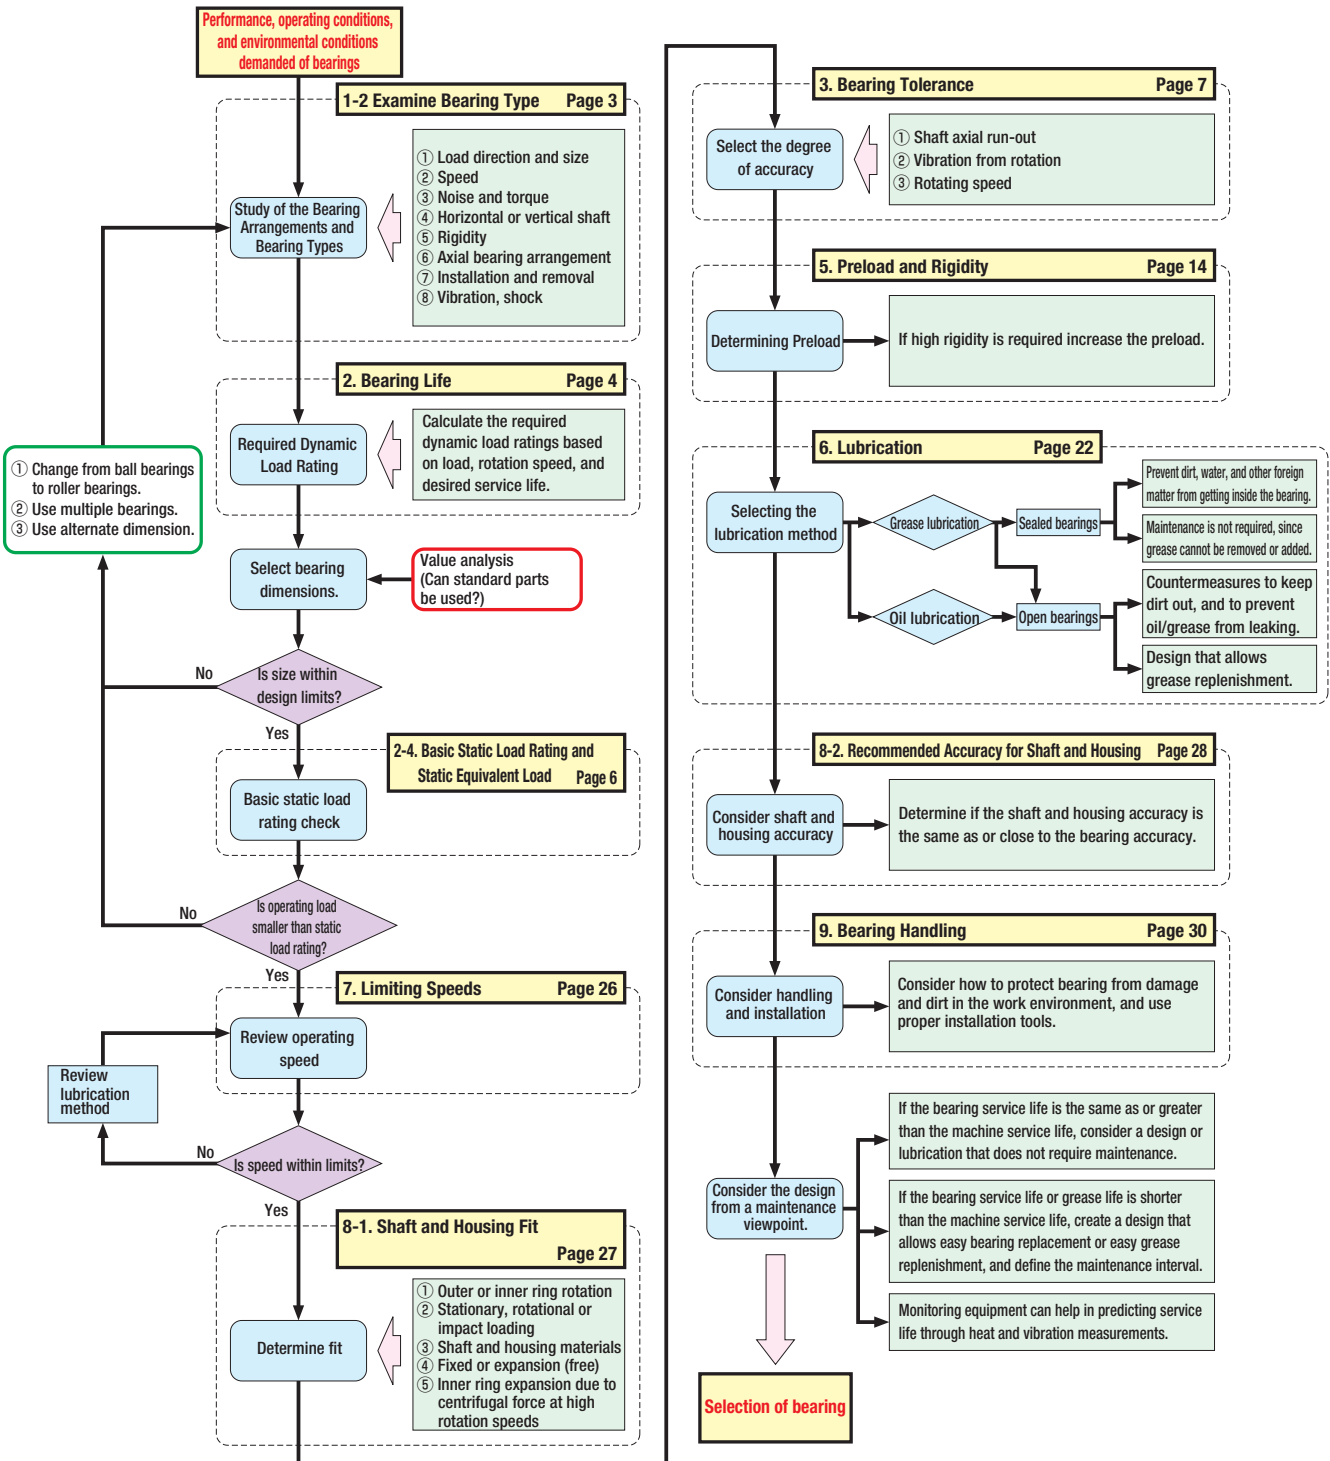 Performance, operating conditions,
and environmental conditions
demanded of bearings
1-2 Examine Bearing Type Page 3
① Load direction and size
② Speed
③ Noise and torque
④ Horizontal or vertical shaft
⑤ Rigidity
⑥ Axial bearing arrangement
⑦ Installation and removal
⑧ Vibration, shock
Study of the Bearing
Arrangements and
Bearing Types
2. Bearing Life Page 4
Required Dynamic
Load Rating
Calculate the required
dynamic load ratings based
on load, rotation speed, and
desired service life.
① Change from ball bearings
to roller bearings.
② Use multiple bearings.
③ Use alternate dimension.
Select bearing
dimensions.
Value analysis
(Can standard parts
be used?)
No
Is size within
design limits?
Yes
2-4. Basic Static Load Rating and
Static Equivalent Load Page 6
Basic static load
rating check
No
Is operating load
smaller than static
load rating?
Yes
7. Limiting Speeds Page 26
Review operating
speed
Review
lubrication
method
No
Is speed within limits?
Yes
8-1. Shaft and Housing Fit
Page 27
Determine fit
① Outer or inner ring rotation
② Stationary, rotational or
impact loading
③ Shaft and housing materials
④ Fixed or expansion (free)
⑤ Inner ring expansion due to
centrifugal force at high
rotation speeds
3. Bearing Tolerance Page 7
Select the degree
of accuracy
① Shaft axial run-out
② Vibration from rotation
③ Rotating speed
5. Preload and Rigidity Page 14
Determining Preload
If high rigidity is required increase the preload.
6. Lubrication Page 22
Selecting the
lubrication method
Grease lubrication
Sealed bearings
Prevent dirt, water, and other foreign
matter from getting inside the bearing.
Maintenance is not required, since
grease cannot be removed or added.
Oil lubrication
Open bearings
Countermeasures to keep
dirt out, and to prevent
oil/grease from leaking.
Design that allows
grease replenishment.
8-2. Recommended Accuracy for Shaft and Housing Page 28
Consider shaft and
housing accuracy
Determine if the shaft and housing accuracy is
the same as or close to the bearing accuracy.
9. Bearing Handling Page 30
Consider handling
and installation
Consider how to protect bearing from damage
and dirt in the work environment, and use
proper installation tools.
Consider the design
from a maintenance
viewpoint.
If the bearing service life is the same as or greater
than the machine service life, consider a design or
lubrication that does not require maintenance.
If the bearing service life or grease life is shorter
than the machine service life, create a design that
allows easy bearing replacement or easy grease
replenishment, and define the maintenance interval.
Monitoring equipment can help in predicting service
life through heat and vibration measurements.
Selection of bearing